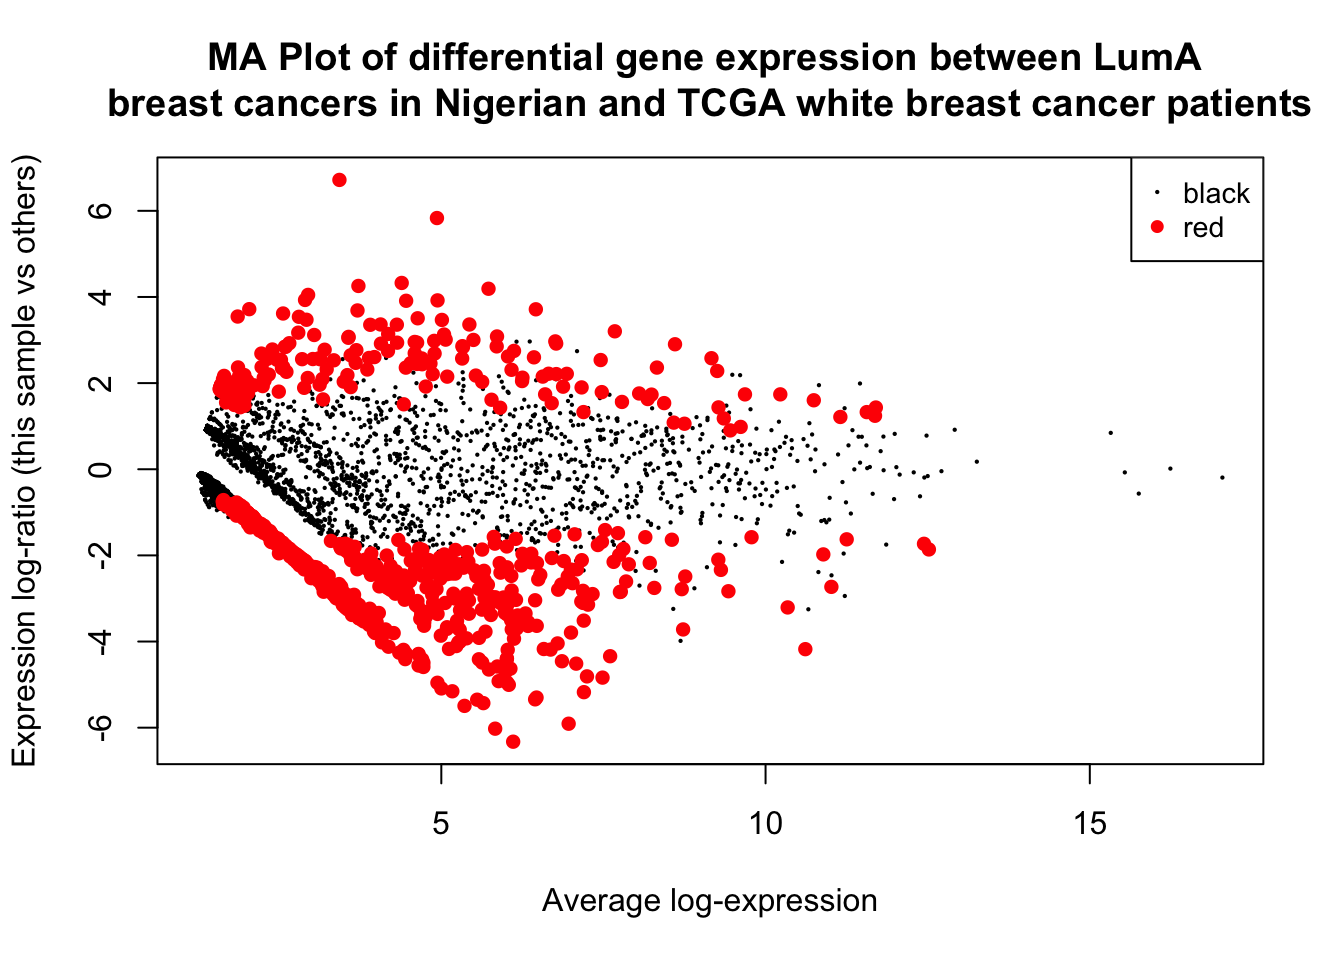 MA Plot of differential gene expression between LumA
breast cancers in Nigerian and TCGA white breast cancer patients
Expression log-ratio (this sample vs others)
6
4
2
0
-2
-4
-6
black
red
5
10
15
Average log-expression